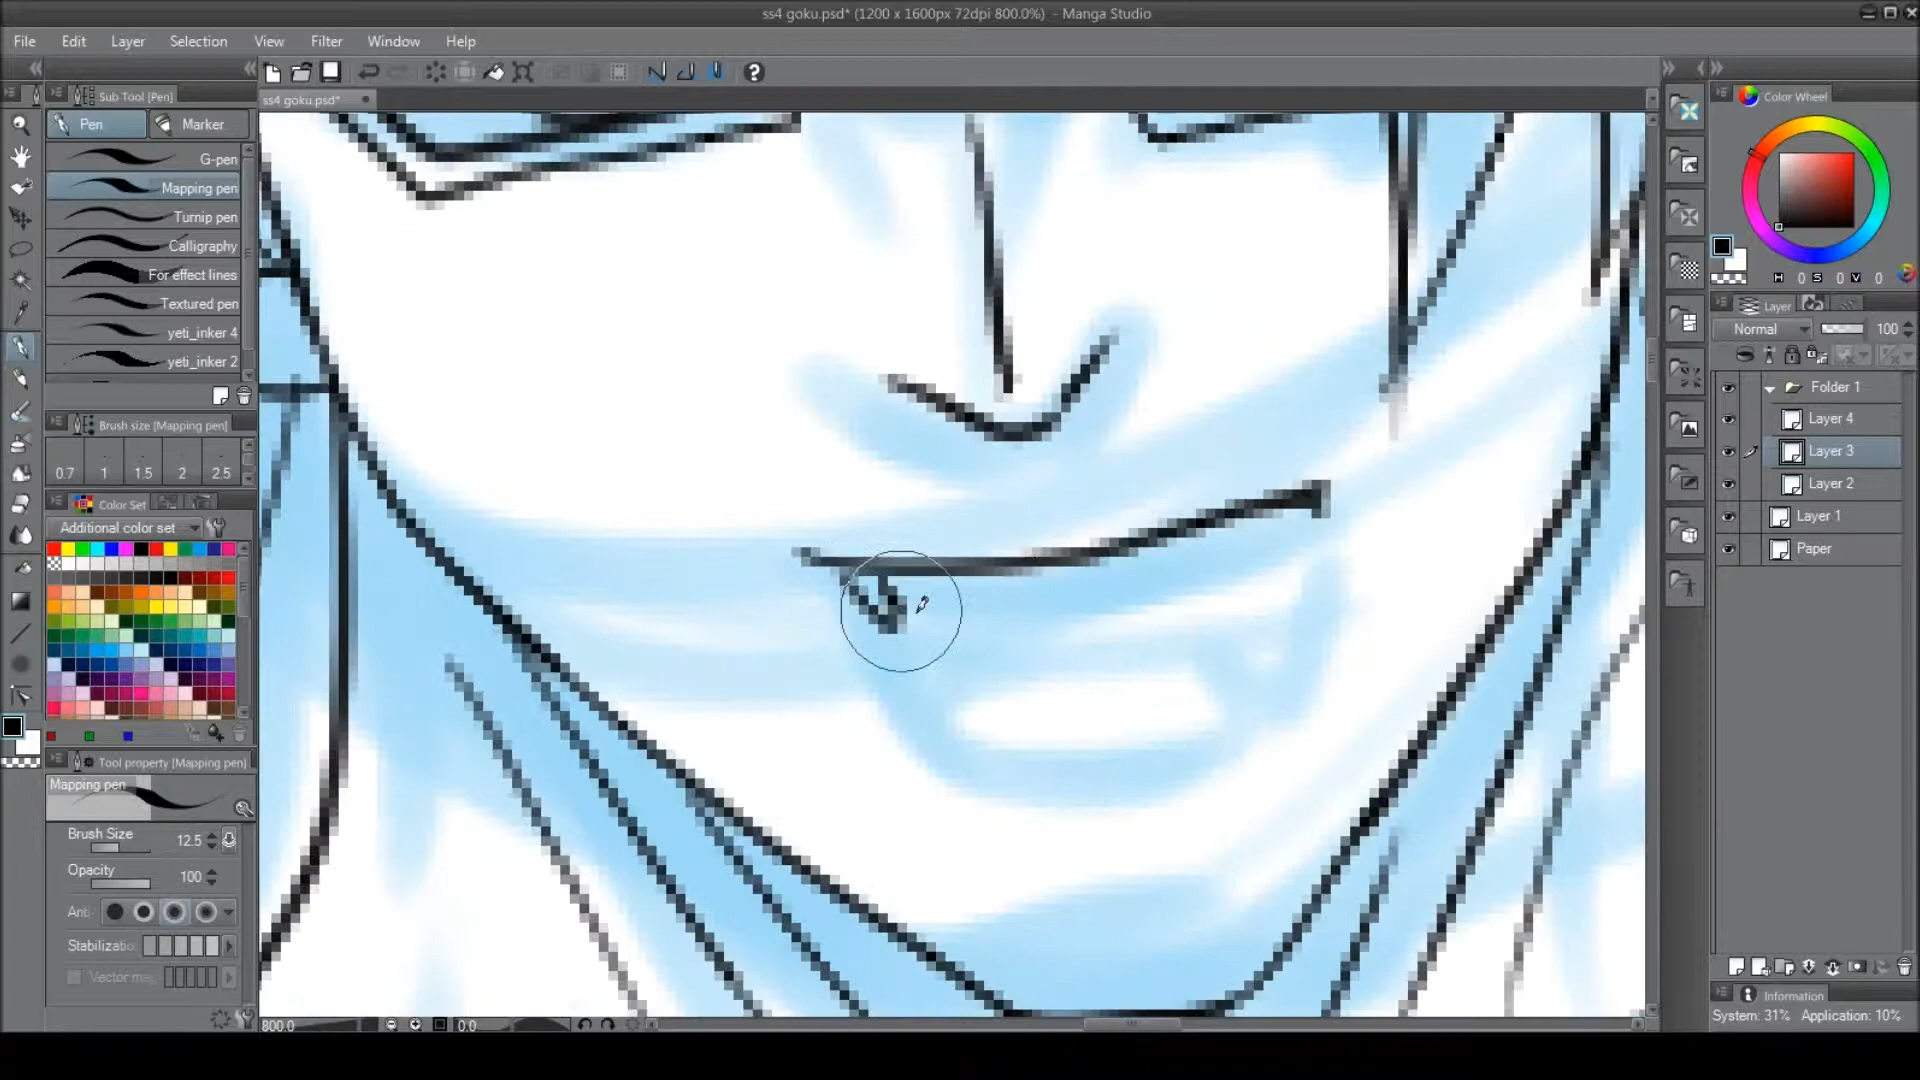 ss4 goku.psd* (1200 x 1600px 72dpi 800.0%) - Manga Studio
File Edit Layer Selection View Filter Window Help
Sub Tool [Pen]
ss4 goku.psd*
Color Wheel
Pen Marker
G-pen
Mapping pen
Turnip pen
Calligraphy
For effect lines
Textured pen
yeti_inker 4
yeti_inker 2
H 0 S 0 V 0
Layer
Normal 100
Folder 1
Layer 4
Layer 3
Layer 2
Layer 1
Paper
Brush size [Mapping pen]
0.7 1 1.5 2 2.5
Color Set
Additional color set
Tool property [Mapping pen]
Mapping pen
Brush Size 12.5
Opacity 100
Anti
Stabilizatio
Vector ma
800.0 0.0
Information
System: 31% Application: 10%